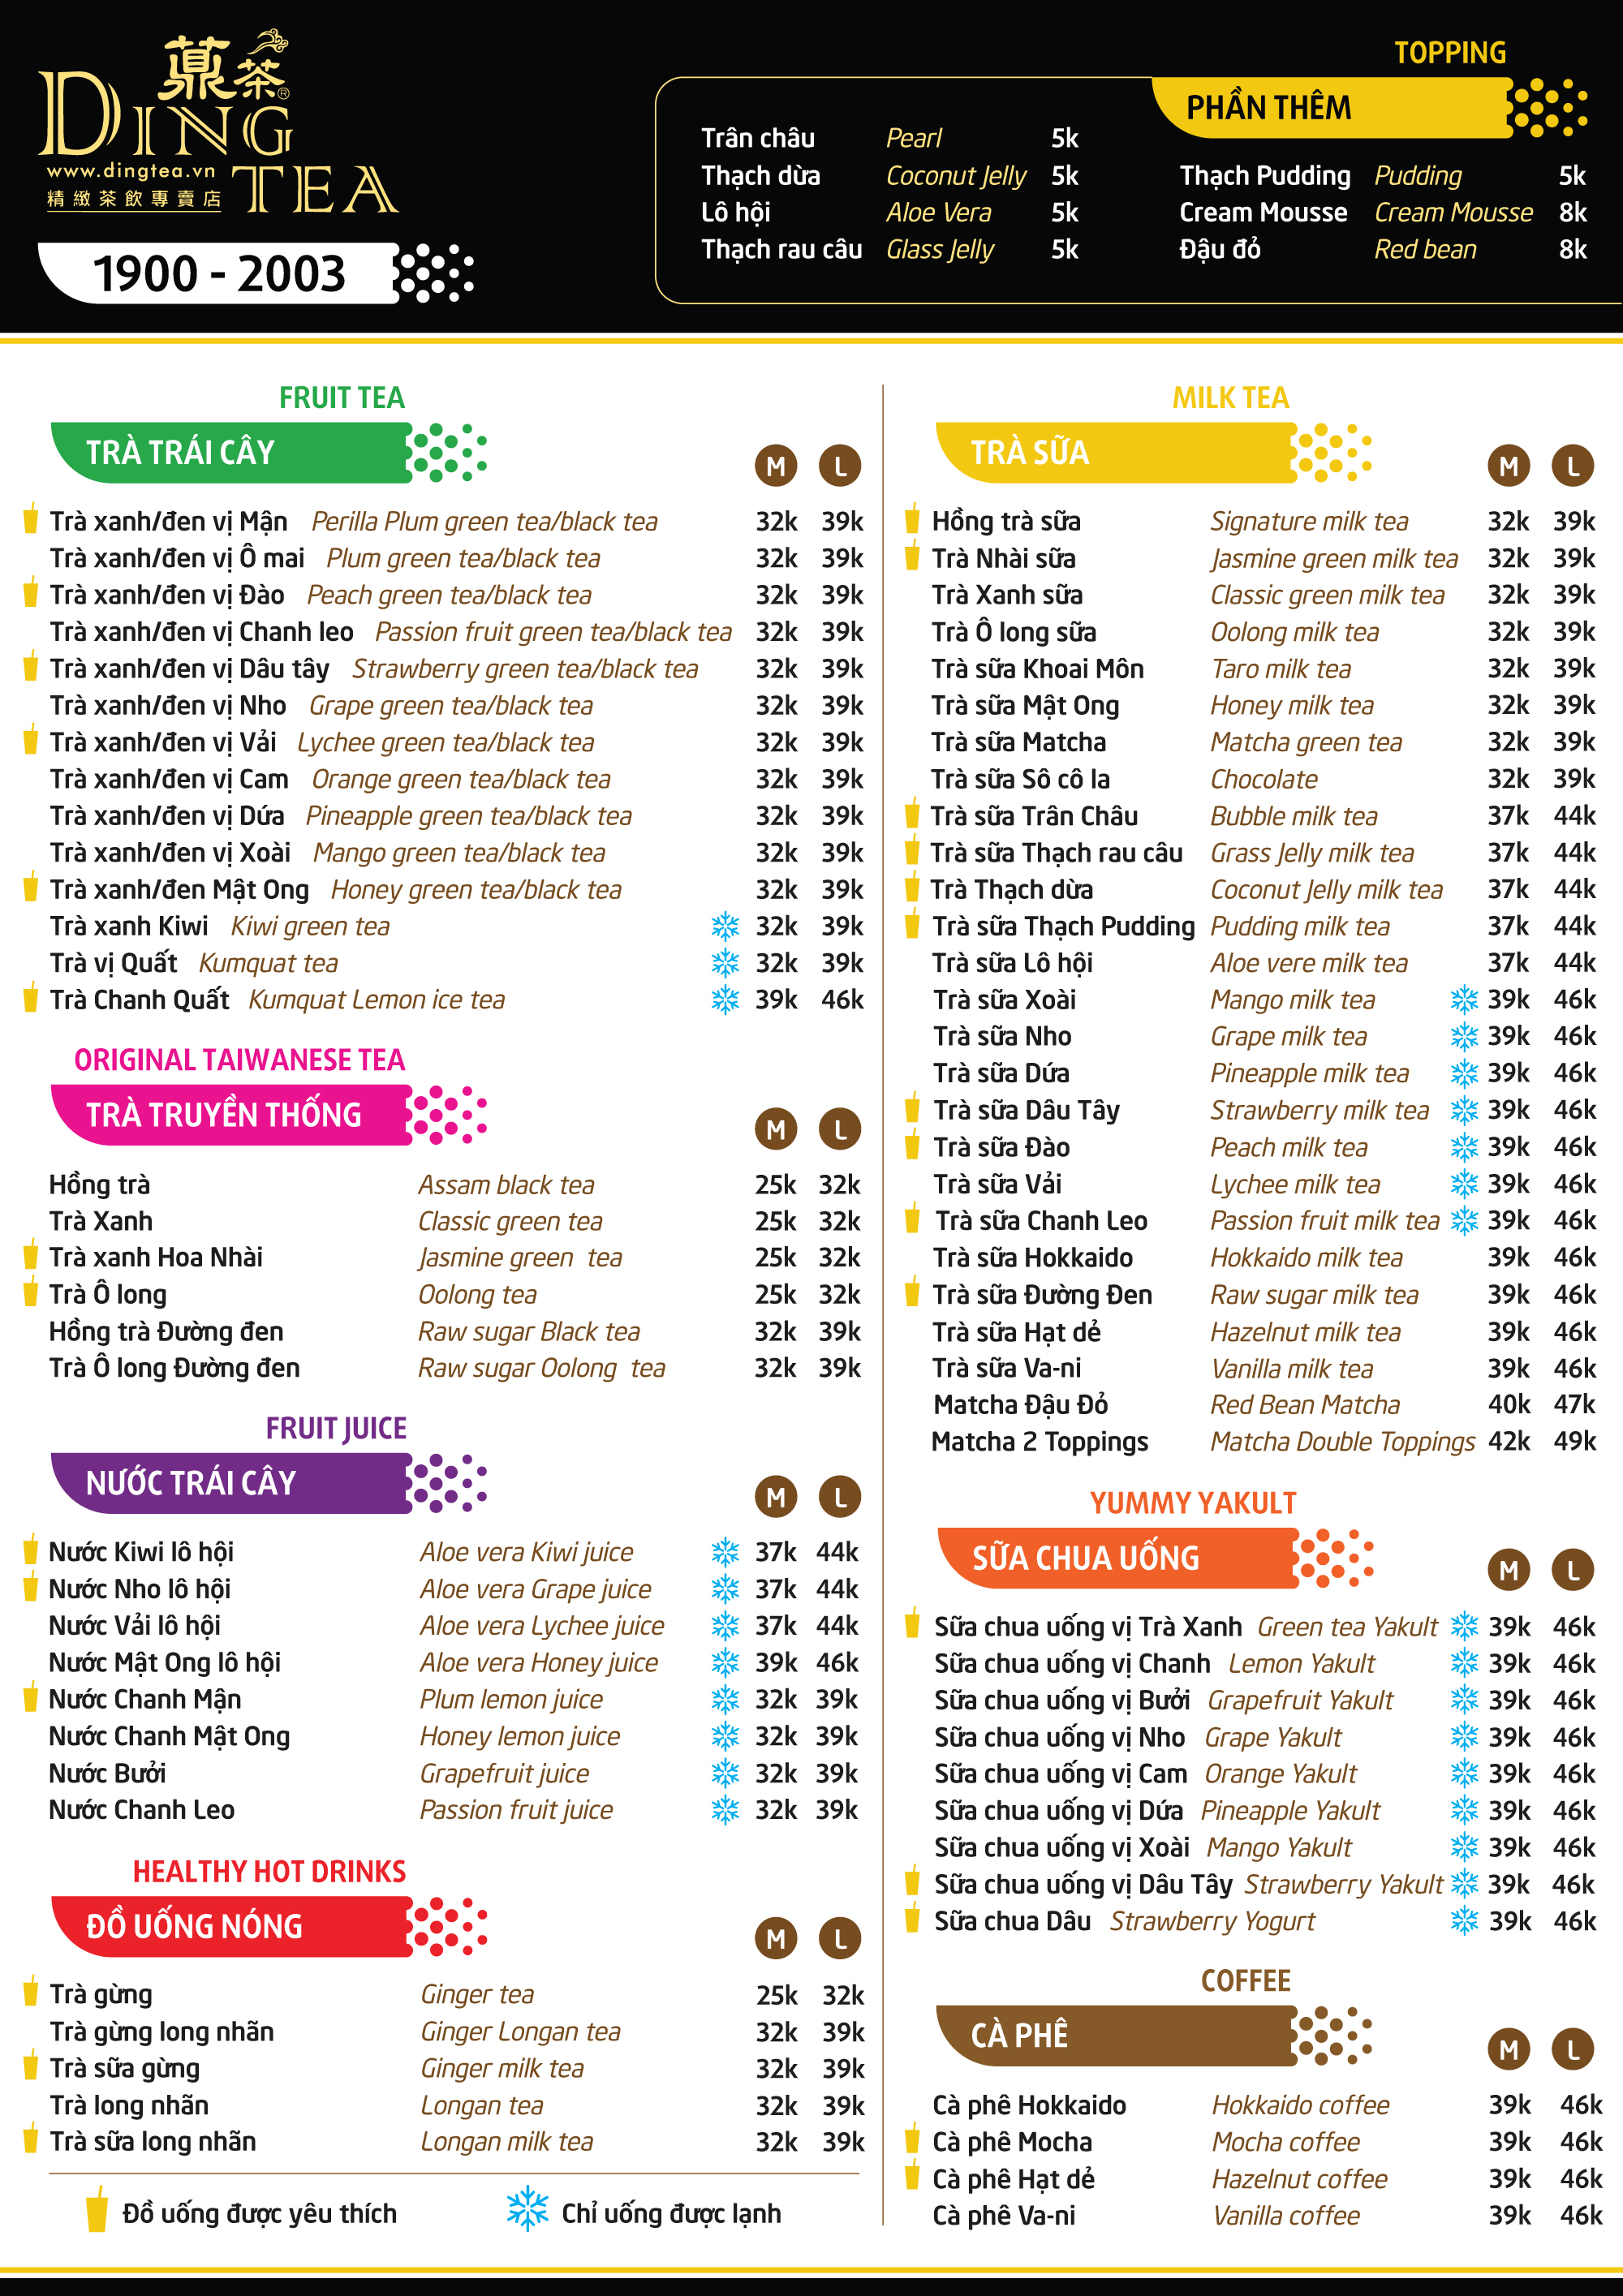 鼎茶®
DING TEA
www.dingtea.vn
精緻茶飲專賣店
1900 - 2003
TOPPING
PHẦN THÊM
Trân châu Pearl 5k
Thạch dừa Coconut Jelly 5k
Lô hội Aloe Vera 5k
Thạch rau câu Glass Jelly 5k
Thạch Pudding Pudding 5k
Cream Mousse Cream Mousse 8k
Đậu đỏ Red bean 8k
FRUIT TEA
TRÀ TRÁI CÂY M L
Trà xanh/đen vị Mận Perilla Plum green tea/black tea 32k 39k
Trà xanh/đen vị Ô mai Plum green tea/black tea 32k 39k
Trà xanh/đen vị Đào Peach green tea/black tea 32k 39k
Trà xanh/đen vị Chanh leo Passion fruit green tea/black tea 32k 39k
Trà xanh/đen vị Dâu tây Strawberry green tea/black tea 32k 39k
Trà xanh/đen vị Nho Grape green tea/black tea 32k 39k
Trà xanh/đen vị Vải Lychee green tea/black tea 32k 39k
Trà xanh/đen vị Cam Orange green tea/black tea 32k 39k
Trà xanh/đen vị Dứa Pineapple green tea/black tea 32k 39k
Trà xanh/đen vị Xoài Mango green tea/black tea 32k 39k
Trà xanh/đen Mật Ong Honey green tea/black tea 32k 39k
Trà xanh Kiwi Kiwi green tea 32k 39k
Trà vị Quất Kumquat tea 32k 39k
Trà Chanh Quất Kumquat Lemon ice tea 39k 46k
ORIGINAL TAIWANESE TEA
TRÀ TRUYỀN THỐNG M L
Hồng trà Assam black tea 25k 32k
Trà Xanh Classic green tea 25k 32k
Trà xanh Hoa Nhài Jasmine green tea 25k 32k
Trà Ô long Oolong tea 25k 32k
Hồng trà Đường đen Raw sugar Black tea 32k 39k
Trà Ô long Đường đen Raw sugar Oolong tea 32k 39k
FRUIT JUICE
NƯỚC TRÁI CÂY M L
Nước Kiwi lô hội Aloe vera Kiwi juice 37k 44k
Nước Nho lô hội Aloe vera Grape juice 37k 44k
Nước Vải lô hội Aloe vera Lychee juice 37k 44k
Nước Mật Ong lô hội Aloe vera Honey juice 39k 46k
Nước Chanh Mận Plum lemon juice 32k 39k
Nước Chanh Mật Ong Honey lemon juice 32k 39k
Nước Bưởi Grapefruit juice 32k 39k
Nước Chanh Leo Passion fruit juice 32k 39k
HEALTHY HOT DRINKS
ĐỒ UỐNG NÓNG M L
Trà gừng Ginger tea 25k 32k
Trà gừng long nhãn Ginger Longan tea 32k 39k
Trà sữa gừng Ginger milk tea 32k 39k
Trà long nhãn Longan tea 32k 39k
Trà sữa long nhãn Longan milk tea 32k 39k
Đồ uống được yêu thích Chỉ uống được lạnh
MILK TEA
TRÀ SỮA M L
Hồng trà sữa Signature milk tea 32k 39k
Trà Nhài sữa Jasmine green milk tea 32k 39k
Trà Xanh sữa Classic green milk tea 32k 39k
Trà Ô long sữa Oolong milk tea 32k 39k
Trà sữa Khoai Môn Taro milk tea 32k 39k
Trà sữa Mật Ong Honey milk tea 32k 39k
Trà sữa Matcha Matcha green tea 32k 39k
Trà sữa Sô cô la Chocolate 32k 39k
Trà sữa Trân Châu Bubble milk tea 37k 44k
Trà sữa Thạch rau câu Grass Jelly milk tea 37k 44k
Trà Thạch dừa Coconut Jelly milk tea 37k 44k
Trà sữa Thạch Pudding Pudding milk tea 37k 44k
Trà sữa Lô hội Aloe vere milk tea 37k 44k
Trà sữa Xoài Mango milk tea 39k 46k
Trà sữa Nho Grape milk tea 39k 46k
Trà sữa Dứa Pineapple milk tea 39k 46k
Trà sữa Dâu Tây Strawberry milk tea 39k 46k
Trà sữa Đào Peach milk tea 39k 46k
Trà sữa Vải Lychee milk tea 39k 46k
Trà sữa Chanh Leo Passion fruit milk tea 39k 46k
Trà sữa Hokkaido Hokkaido milk tea 39k 46k
Trà sữa Đường Đen Raw sugar milk tea 39k 46k
Trà sữa Hạt dẻ Hazelnut milk tea 39k 46k
Trà sữa Va-ni Vanilla milk tea 39k 46k
Matcha Đậu Đỏ Red Bean Matcha 40k 47k
Matcha 2 Toppings Matcha Double Toppings 42k 49k
YUMMY YAKULT
SỮA CHUA UỐNG M L
Sữa chua uống vị Trà Xanh Green tea Yakult 39k 46k
Sữa chua uống vị Chanh Lemon Yakult 39k 46k
Sữa chua uống vị Bưởi Grapefruit Yakult 39k 46k
Sữa chua uống vị Nho Grape Yakult 39k 46k
Sữa chua uống vị Cam Orange Yakult 39k 46k
Sữa chua uống vị Dứa Pineapple Yakult 39k 46k
Sữa chua uống vị Xoài Mango Yakult 39k 46k
Sữa chua uống vị Dâu Tây Strawberry Yakult 39k 46k
Sữa chua Dâu Strawberry Yogurt 39k 46k
COFFEE
CÀ PHÊ M L
Cà phê Hokkaido Hokkaido coffee 39k 46k
Cà phê Mocha Mocha coffee 39k 46k
Cà phê Hạt dẻ Hazelnut coffee 39k 46k
Cà phê Va-ni Vanilla coffee 39k 46k